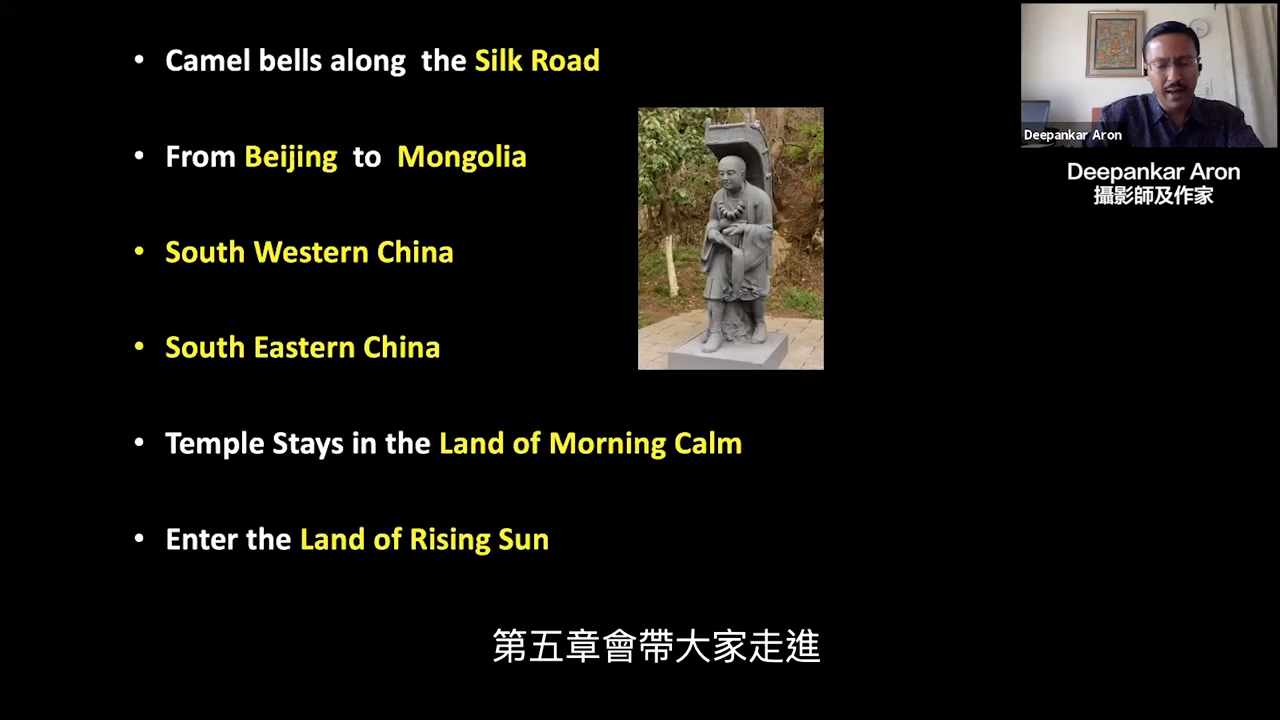 • Camel bells along the Silk Road
• From Beijing to Mongolia
• South Western China
• South Eastern China
• Temple Stays in the Land of Morning Calm
• Enter the Land of Rising Sun
Deepankar Aron
Deepankar Aron
攝影師及作家
第五章會帶大家走進